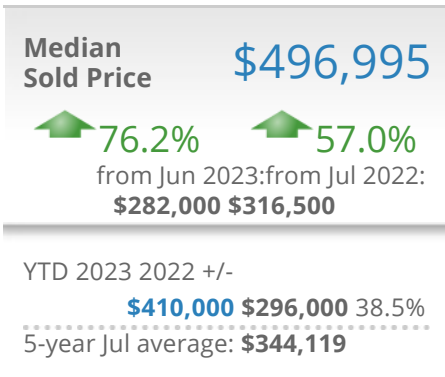 Median
Sold Price
$496,995
76.2%
57.0%
from Jun 2023:from Jul 2022:
$282,000 $316,500
YTD 2023 2022 +/-
$410,000 $296,000 38.5%
5-year Jul average: $344,119